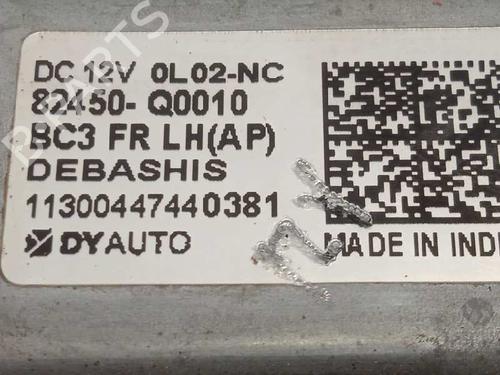 DC 12V 0L02-NC
82450- Q0010
BC3 FR LH(AP)
DEBASHIS
11300447440381
DYAUTO
MADE IN INDI